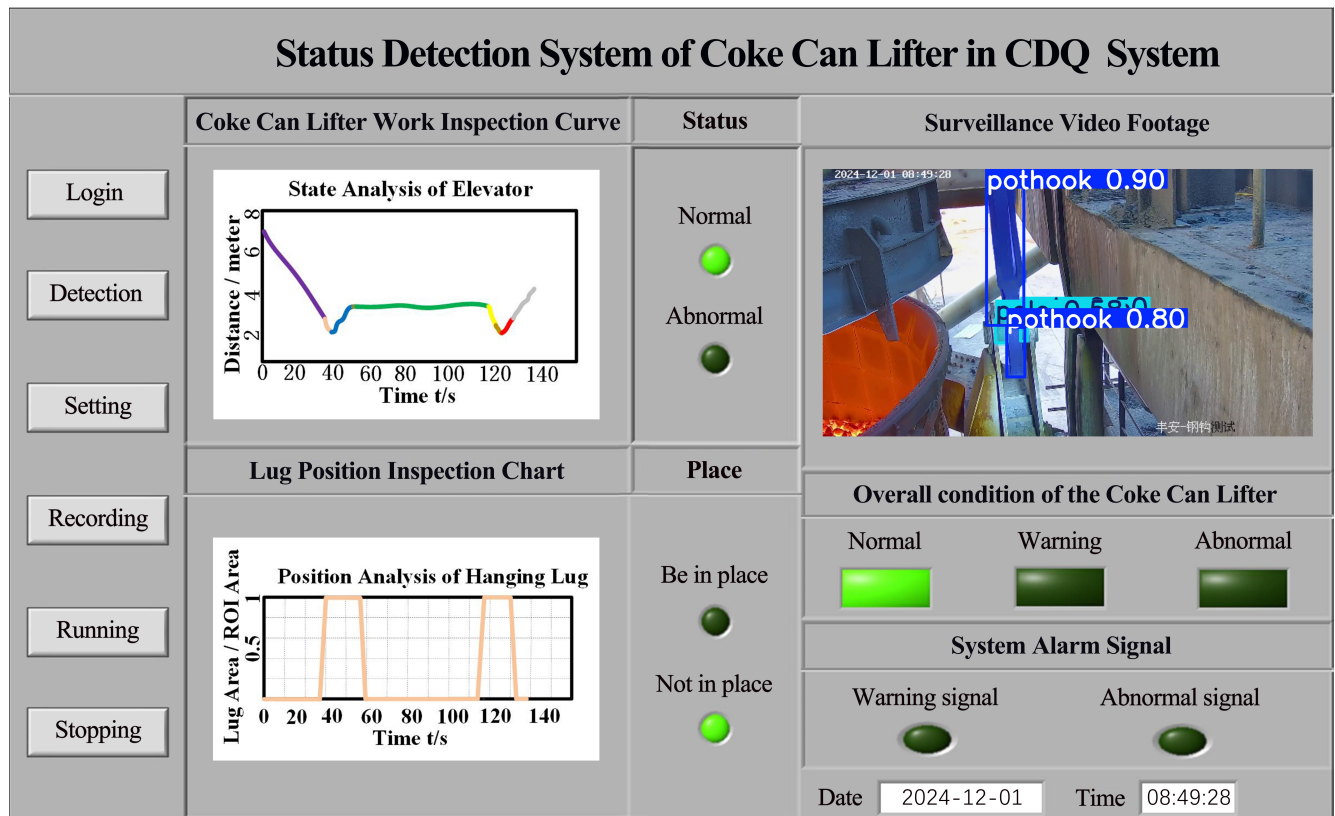 Status Detection System of Coke Can Lifter in CDQ System
Login
Detection
Setting
Recording
Running
Stopping
Coke Can Lifter Work Inspection Curve
State Analysis of Elevator
Distance / meter
8
6
4
2
0 20 40 60 80 100 120 140
Time t/s
Status
Normal
Abnormal
Lug Position Inspection Chart
Position Analysis of Hanging Lug
Lug Area / ROI Area
1
0.5
0 20 40 60 80 100 120 140
Time t/s
Place
Be in place
Not in place
Surveillance Video Footage
2024-12-01 08:49:28
pothook 0.90
pothook 0.80
丰安-钢钩测试
Overall condition of the Coke Can Lifter
Normal Warning Abnormal
System Alarm Signal
Warning signal Abnormal signal
Date 2024-12-01 Time 08:49:28